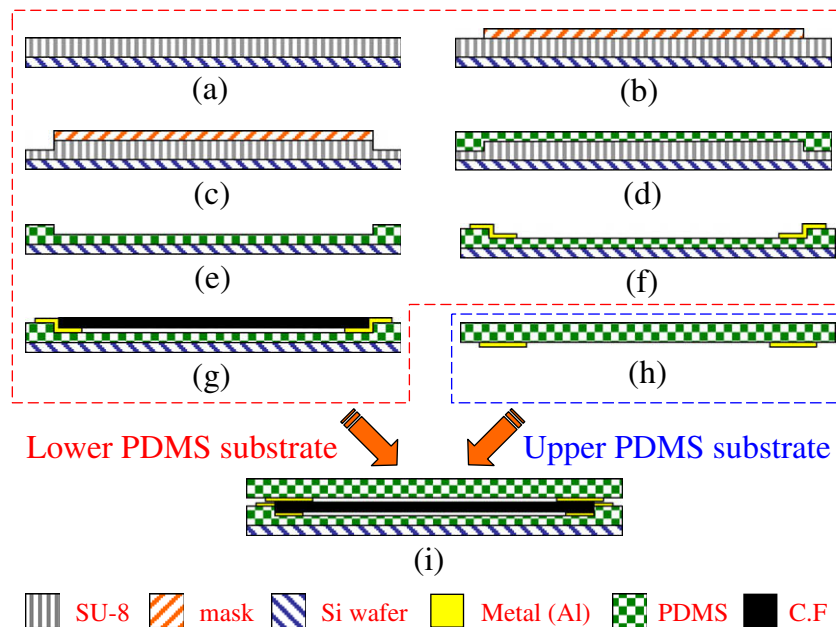 (a)
(b)
(c)
(d)
(e)
(f)
(g)
(h)
Lower PDMS substrate
Upper PDMS substrate
(i)
SU-8 mask Si wafer Metal (Al) PDMS C.F